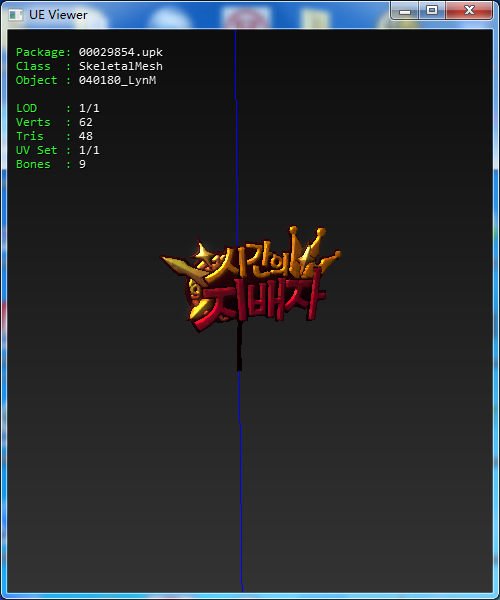 UE Viewer
Package: 00029854.upk
Class : SkeletalMesh
Object : 040180_LynM
LOD : 1/1
Verts : 62
Tris : 48
UV Set : 1/1
Bones : 9
시간의
지배자